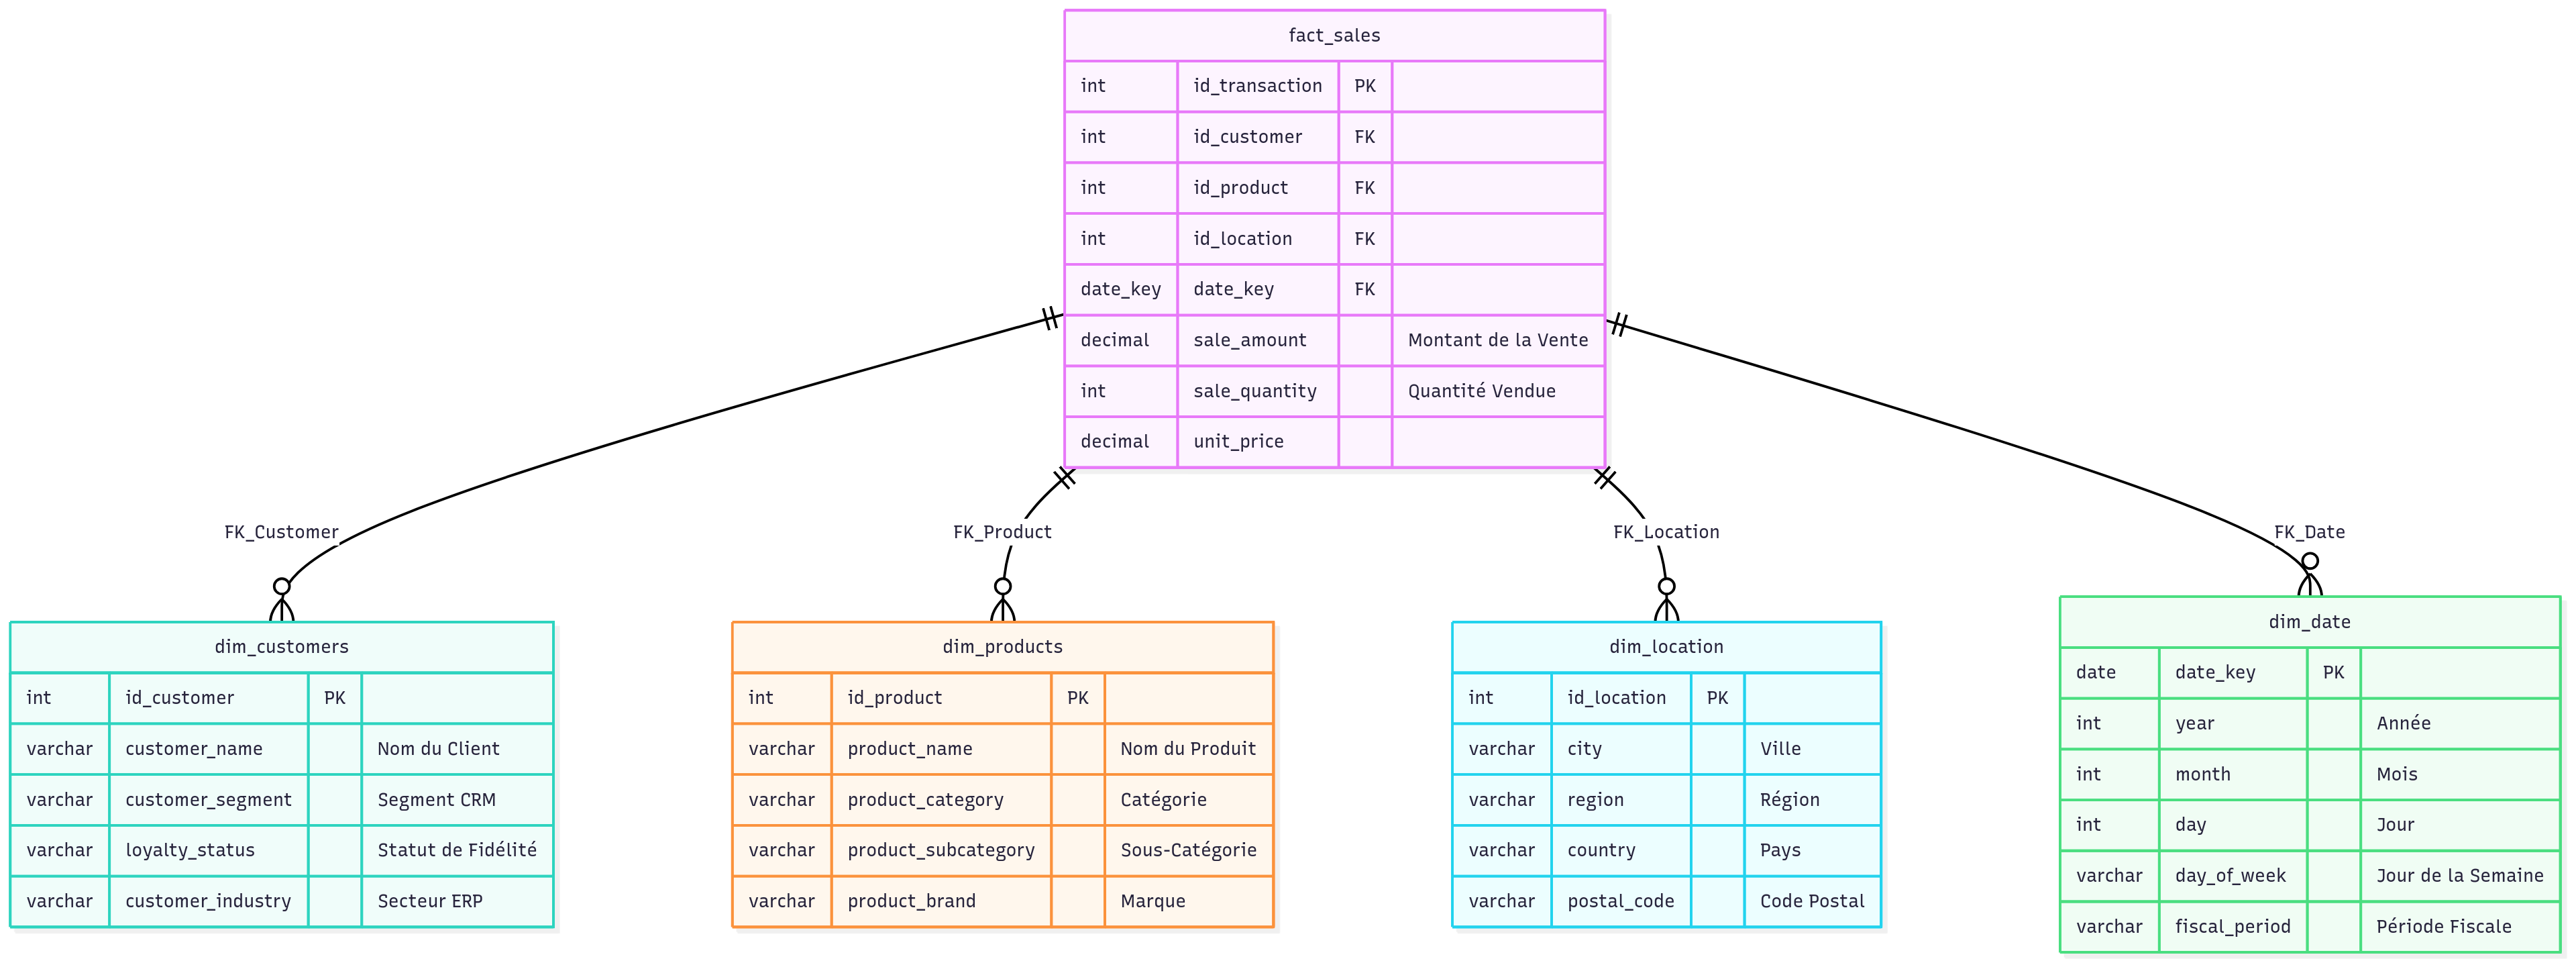 fact_sales
int id_transaction PK
int id_customer FK
int id_product FK
int id_location FK
date_key date_key FK
decimal sale_amount Montant de la Vente
int sale_quantity Quantité Vendue
decimal unit_price
FK_Customer
FK_Product
FK_Location
FK_Date
dim_customers
int id_customer PK
varchar customer_name Nom du Client
varchar customer_segment Segment CRM
varchar loyalty_status Statut de Fidélité
varchar customer_industry Secteur ERP
dim_products
int id_product PK
varchar product_name Nom du Produit
varchar product_category Catégorie
varchar product_subcategory Sous-Catégorie
varchar product_brand Marque
dim_location
int id_location PK
varchar city Ville
varchar region Région
varchar country Pays
varchar postal_code Code Postal
dim_date
date date_key PK
int year Année
int month Mois
int day Jour
varchar day_of_week Jour de la Semaine
varchar fiscal_period Période Fiscale